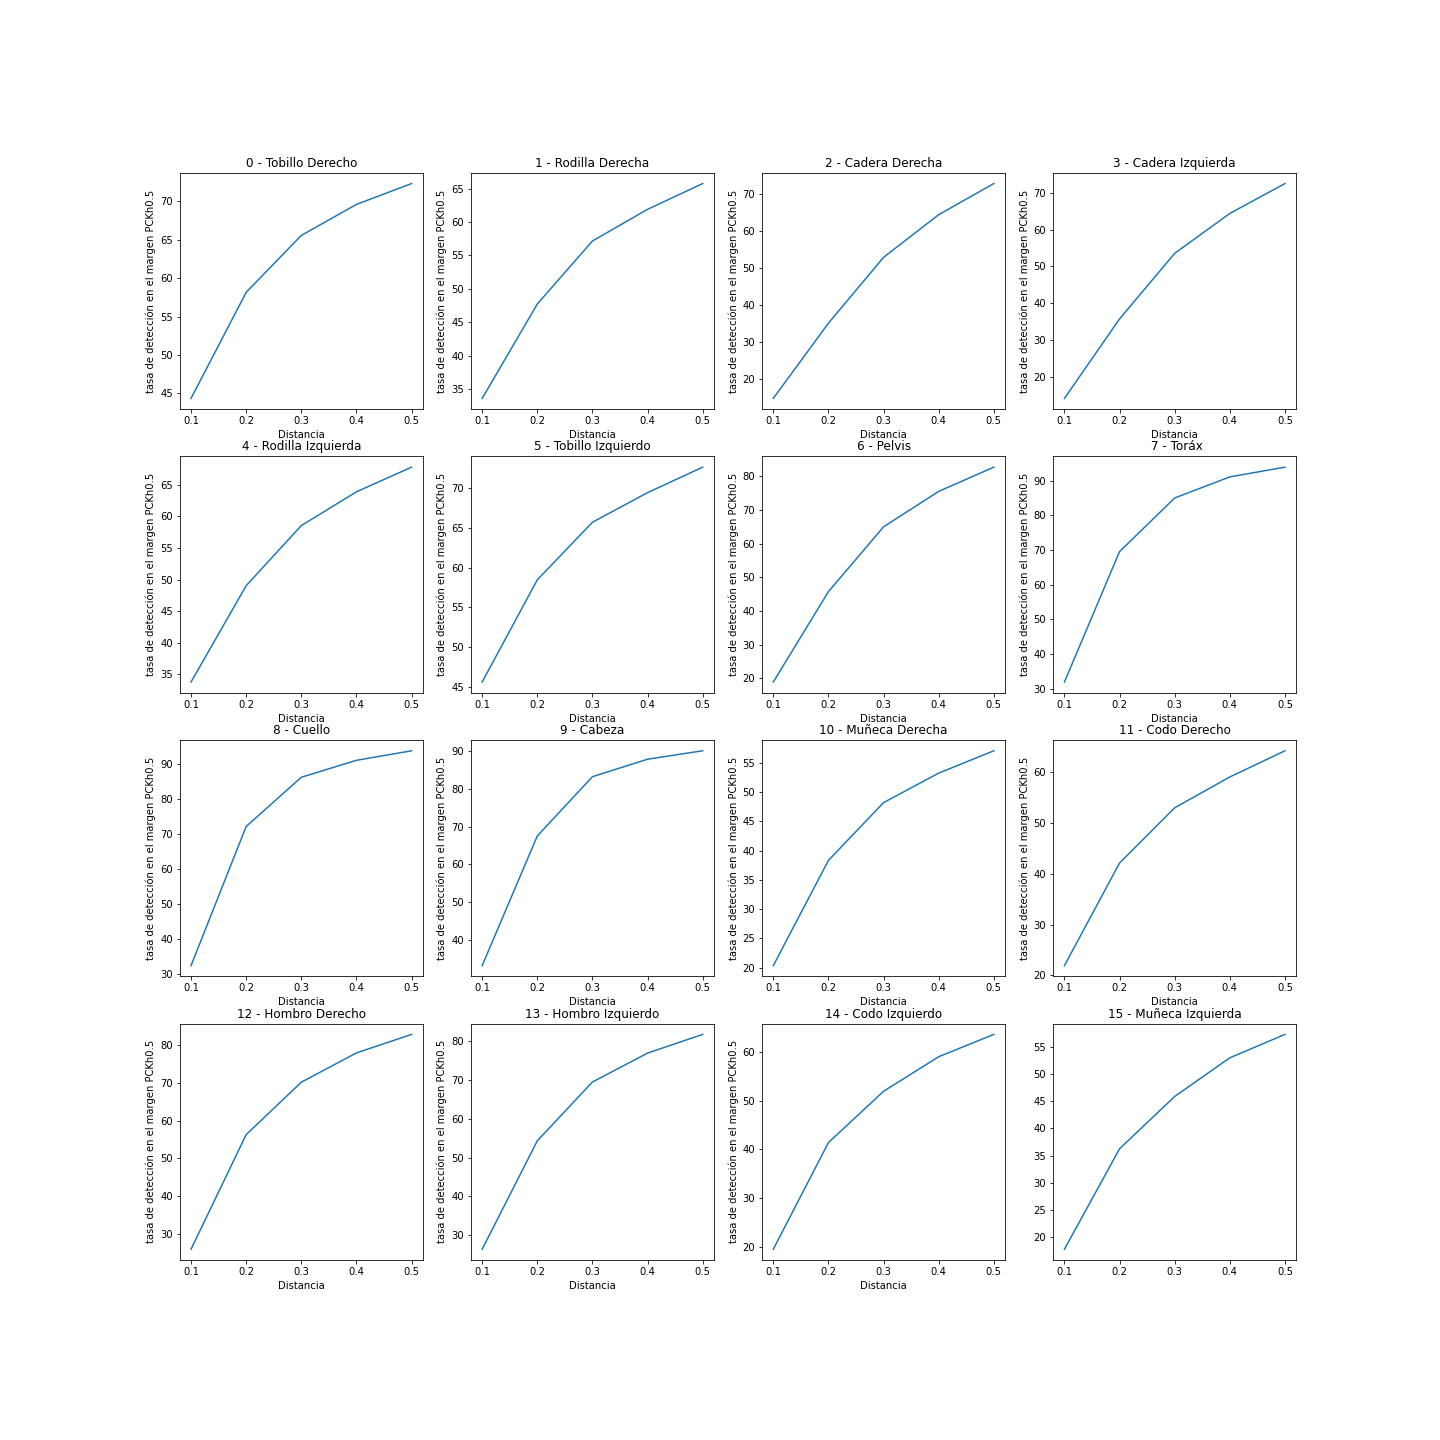 0 - Tobillo Derecho
tasa de detección en el margen PCKh0.5
70
65
60
55
50
45
0.1 0.2 0.3 0.4 0.5
Distancia
1 - Rodilla Derecha
tasa de detección en el margen PCKh0.5
65
60
55
50
45
40
35
0.1 0.2 0.3 0.4 0.5
Distancia
2 - Cadera Derecha
tasa de detección en el margen PCKh0.5
70
60
50
40
30
20
0.1 0.2 0.3 0.4 0.5
Distancia
3 - Cadera Izquierda
tasa de detección en el margen PCKh0.5
70
60
50
40
30
20
0.1 0.2 0.3 0.4 0.5
Distancia
4 - Rodilla Izquierda
tasa de detección en el margen PCKh0.5
65
60
55
50
45
40
35
0.1 0.2 0.3 0.4 0.5
Distancia
5 - Tobillo Izquierdo
tasa de detección en el margen PCKh0.5
70
65
60
55
50
45
0.1 0.2 0.3 0.4 0.5
Distancia
6 - Pelvis
tasa de detección en el margen PCKh0.5
80
70
60
50
40
30
20
0.1 0.2 0.3 0.4 0.5
Distancia
7 - Toráx
tasa de detección en el margen PCKh0.5
90
80
70
60
50
40
30
0.1 0.2 0.3 0.4 0.5
Distancia
8 - Cuello
tasa de detección en el margen PCKh0.5
90
80
70
60
50
40
30
0.1 0.2 0.3 0.4 0.5
Distancia
9 - Cabeza
tasa de detección en el margen PCKh0.5
90
80
70
60
50
40
0.1 0.2 0.3 0.4 0.5
Distancia
10 - Muñeca Derecha
tasa de detección en el margen PCKh0.5
55
50
45
40
35
30
25
20
0.1 0.2 0.3 0.4 0.5
Distancia
11 - Codo Derecho
tasa de detección en el margen PCKh0.5
60
50
40
30
20
0.1 0.2 0.3 0.4 0.5
Distancia
12 - Hombro Derecho
tasa de detección en el margen PCKh0.5
80
70
60
50
40
30
0.1 0.2 0.3 0.4 0.5
Distancia
13 - Hombro Izquierdo
tasa de detección en el margen PCKh0.5
80
70
60
50
40
30
0.1 0.2 0.3 0.4 0.5
Distancia
14 - Codo Izquierdo
tasa de detección en el margen PCKh0.5
60
50
40
30
20
0.1 0.2 0.3 0.4 0.5
Distancia
15 - Muñeca Izquierda
tasa de detección en el margen PCKh0.5
55
50
45
40
35
30
25
20
0.1 0.2 0.3 0.4 0.5
Distancia